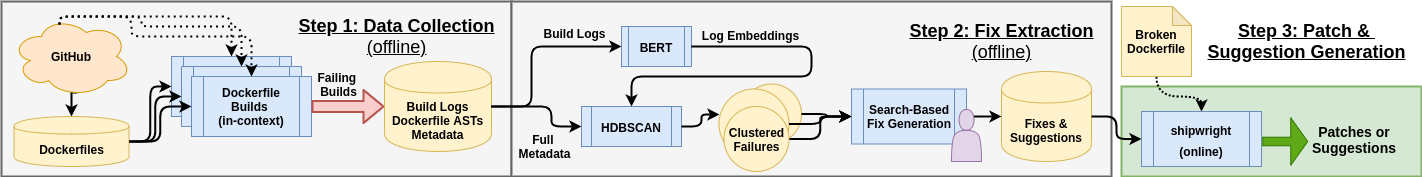 Step 1: Data Collection
(offline)
GitHub
Dockerfiles
Dockerfile
Builds
(in-context)
Failing
Builds
Build Logs
Dockerfile ASTs
Metadata
Step 2: Fix Extraction
(offline)
Build Logs
BERT
Log Embeddings
Full
Metadata
HDBSCAN
Clustered
Failures
Search-Based
Fix Generation
Fixes &
Suggestions
Step 3: Patch &
Suggestion Generation
Broken
Dockerfile
shipwright
(online)
Patches or
Suggestions